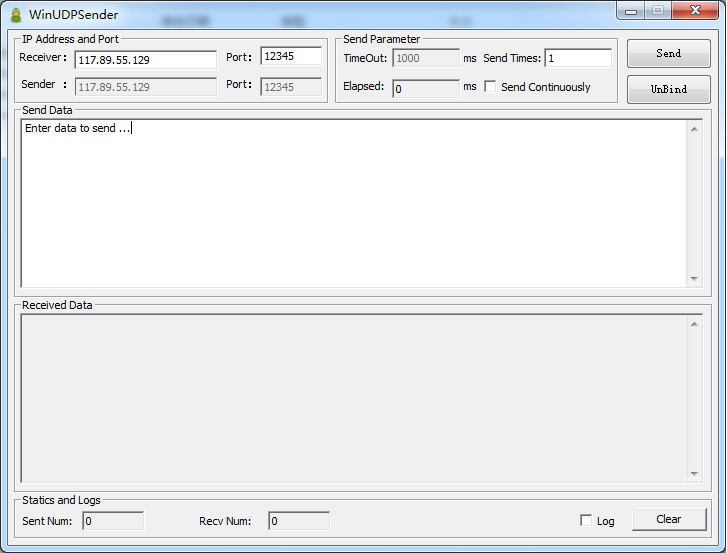 WinUDPSender
IP Address and Port
Receiver: 117.89.55.129 Port: 12345
Sender : 117.89.55.129 Port: 12345
Send Parameter
TimeOut: 1000 ms Send Times: 1
Elapsed: 0 ms Send Continuously
Send
UnBind
Send Data
Enter data to send ...
Received Data
Statics and Logs
Sent Num: 0 Recv Num: 0 Log Clear